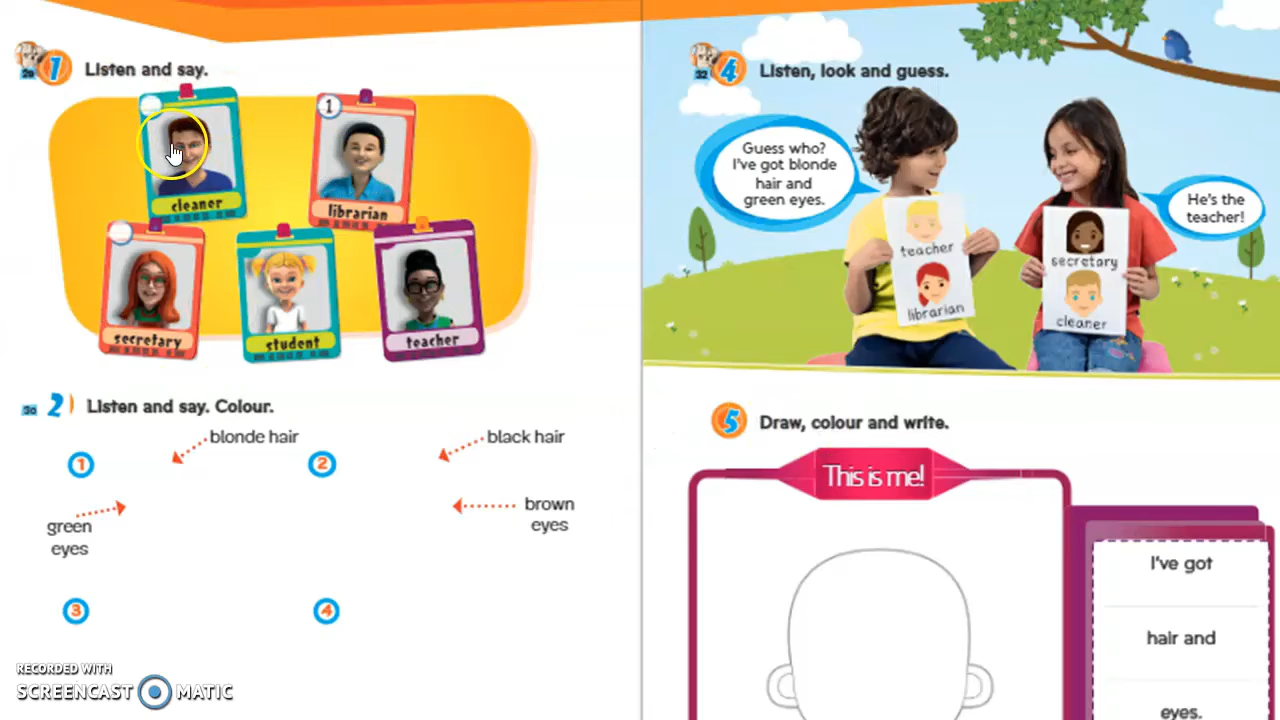 29 1 Listen and say.
cleaner
1
librarian
secretary
student
teacher
30 2 Listen and say. Colour.
1
blonde hair
green
eyes
2
black hair
brown
eyes
3
4
32 4 Listen, look and guess.
Guess who?
I've got blonde
hair and
green eyes.
He's the
teacher!
teacher
librarian
secretary
cleaner
5 Draw, colour and write.
This is me!
I've got
hair and
eyes.
RECORDED WITH
SCREENCAST MATIC